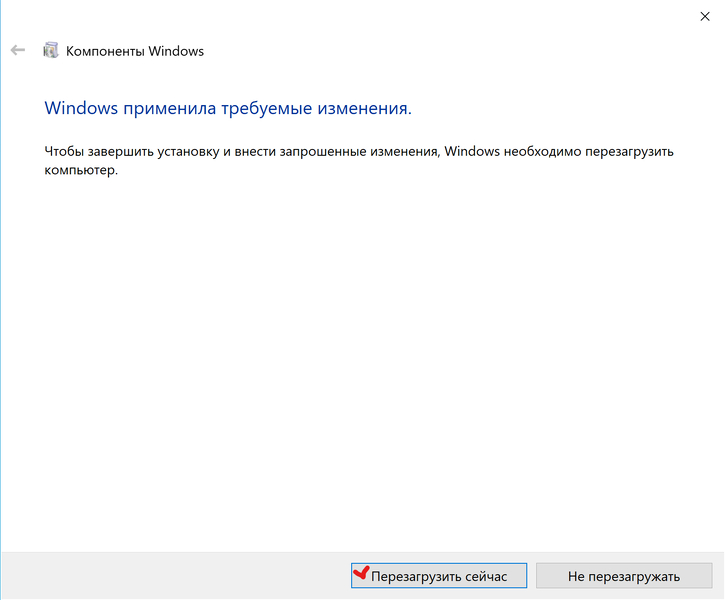 Компоненты Windows
Windows применила требуемые изменения.
Чтобы завершить установку и внести запрошенные изменения, Windows необходимо перезагрузить
компьютер.
Перезагрузить сейчас
Не перезагружать